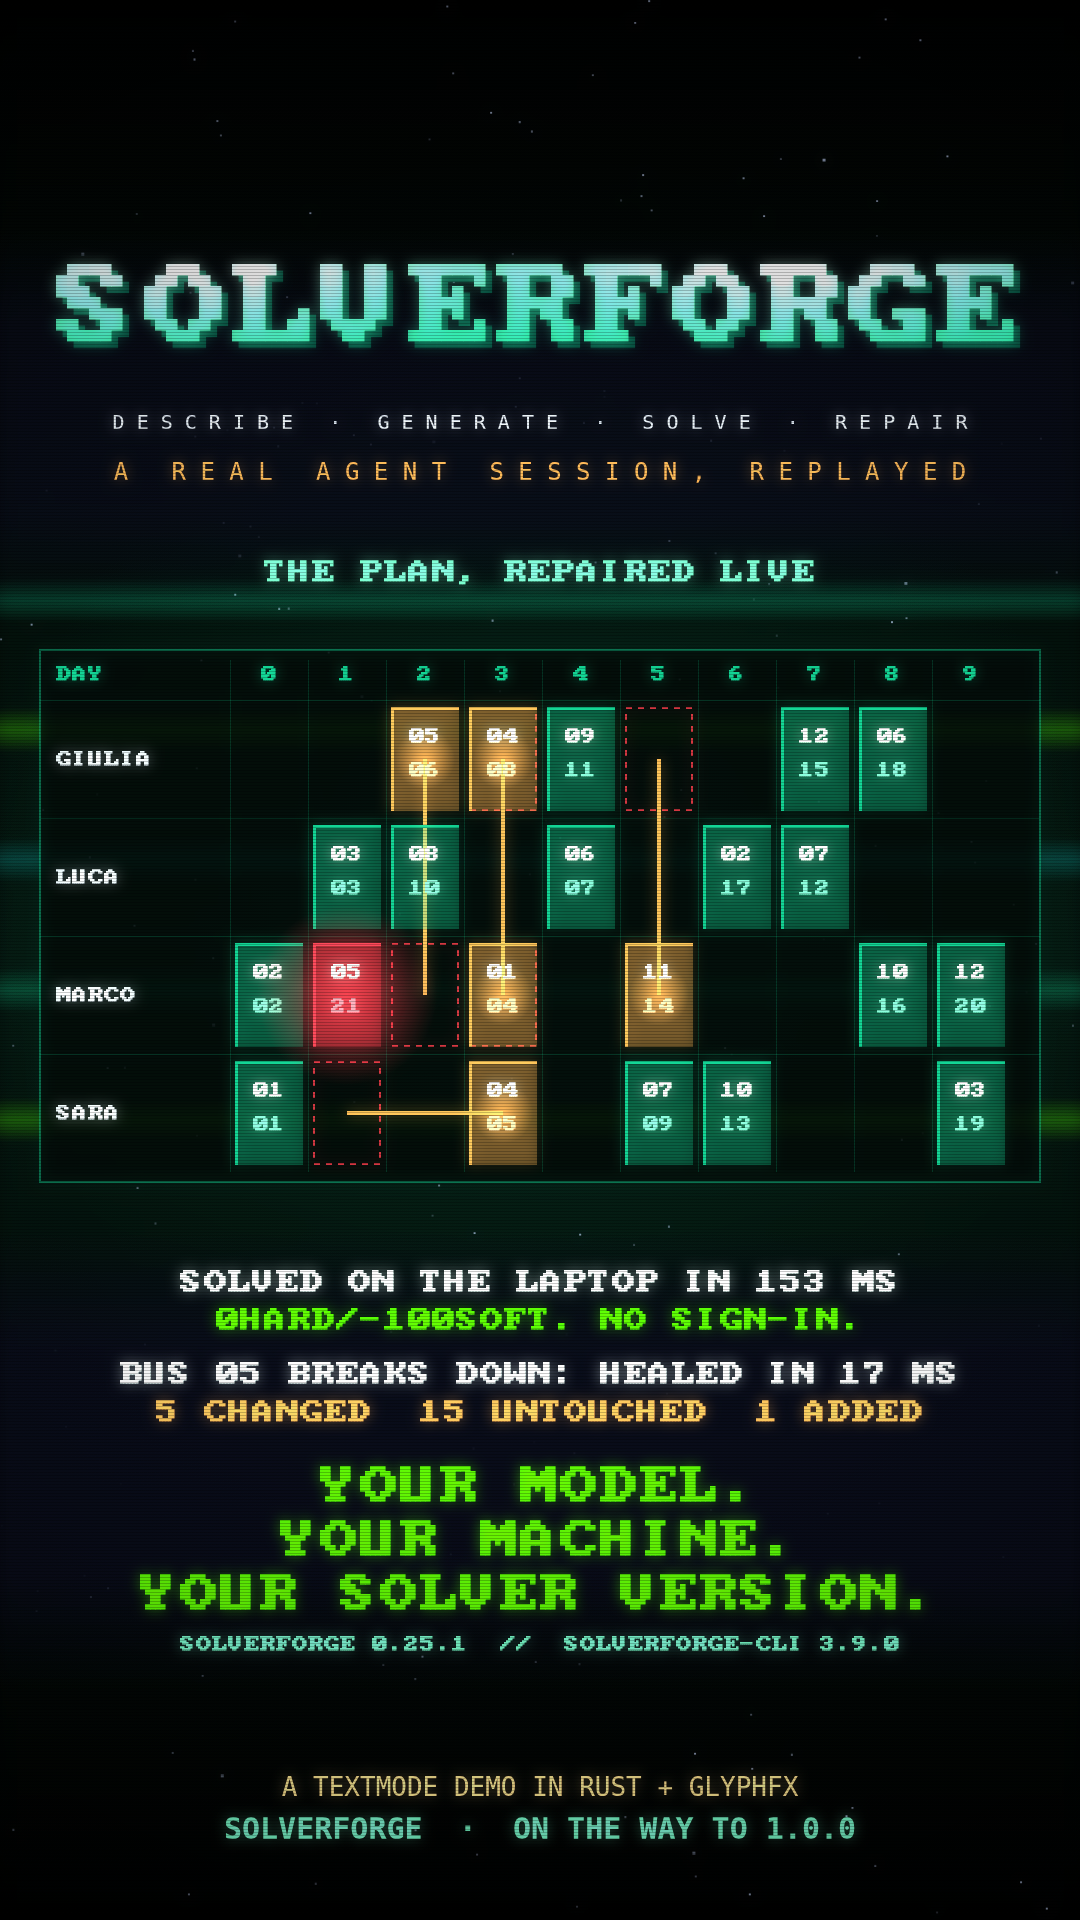 SOLVERFORGE
DESCRIBE · GENERATE · SOLVE · REPAIR
A REAL AGENT SESSION, REPLAYED
THE PLAN, REPAIRED LIVE
DAY 0 1 2 3 4 5 6 7 8 9
GIULIA
05 04 09 12 06
06 08 11 15 18
LUCA
03 08 06 02 07
03 10 07 17 12
MARCO
02 05 01 11 10 12
02 21 04 14 16 20
SARA
01 04 07 10 03
01 05 09 13 19
SOLVED ON THE LAPTOP IN 153 MS
0HARD/-100SOFT. NO SIGN-IN.
BUS 05 BREAKS DOWN: HEALED IN 17 MS
5 CHANGED 15 UNTOUCHED 1 ADDED
YOUR MODEL.
YOUR MACHINE.
YOUR SOLVER VERSION.
SOLVERFORGE 0.25.1 // SOLVERFORGE-CLI 3.9.0
A TEXTMODE DEMO IN RUST + GLYPHFX
SOLVERFORGE · ON THE WAY TO 1.0.0